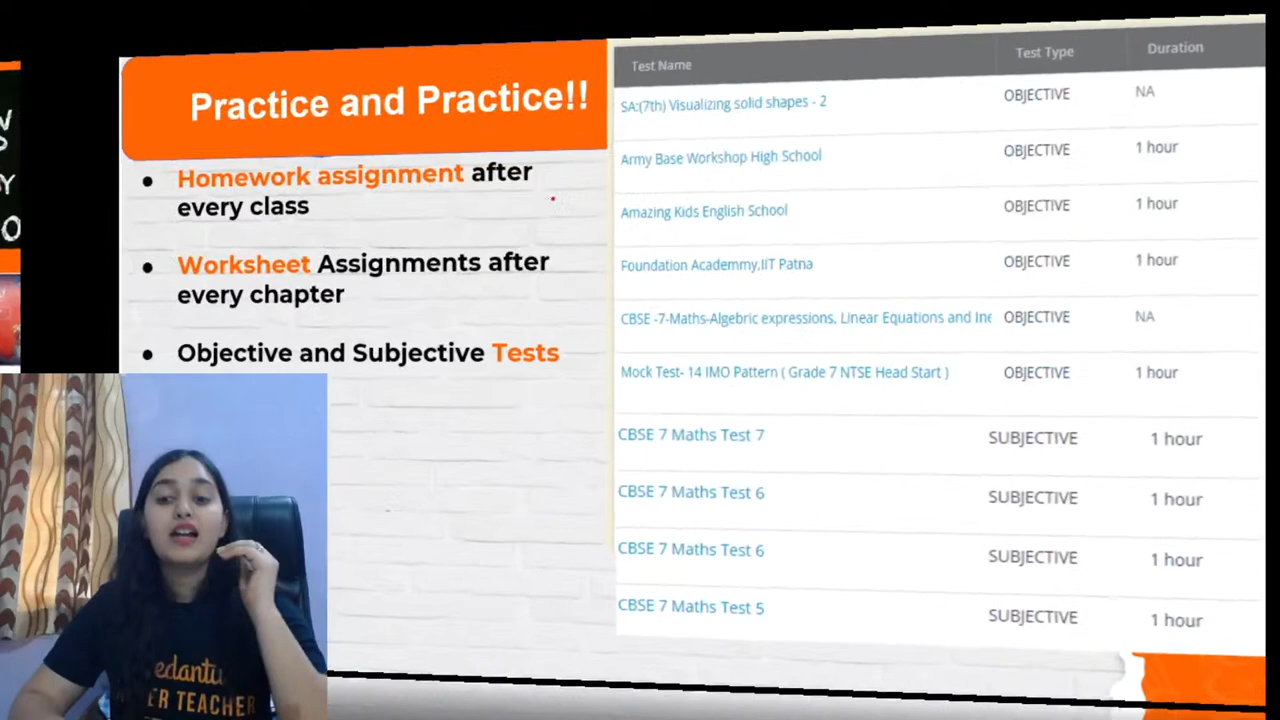 Practice and Practice!!
Homework assignment after
every class
Worksheet Assignments after
every chapter
Objective and Subjective Tests
Test Name Test Type Duration
SA:(7th) Visualizing solid shapes - 2 OBJECTIVE NA
Army Base Workshop High School OBJECTIVE 1 hour
Amazing Kids English School OBJECTIVE 1 hour
Foundation Academmy,IIT Patna OBJECTIVE 1 hour
CBSE -7-Maths-Algebric expressions, Linear Equations and Ine OBJECTIVE NA
Mock Test- 14 IMO Pattern ( Grade 7 NTSE Head Start ) OBJECTIVE 1 hour
CBSE 7 Maths Test 7 SUBJECTIVE 1 hour
CBSE 7 Maths Test 6 SUBJECTIVE 1 hour
CBSE 7 Maths Test 6 SUBJECTIVE 1 hour
CBSE 7 Maths Test 5 SUBJECTIVE 1 hour
edantu
ER TEACHER